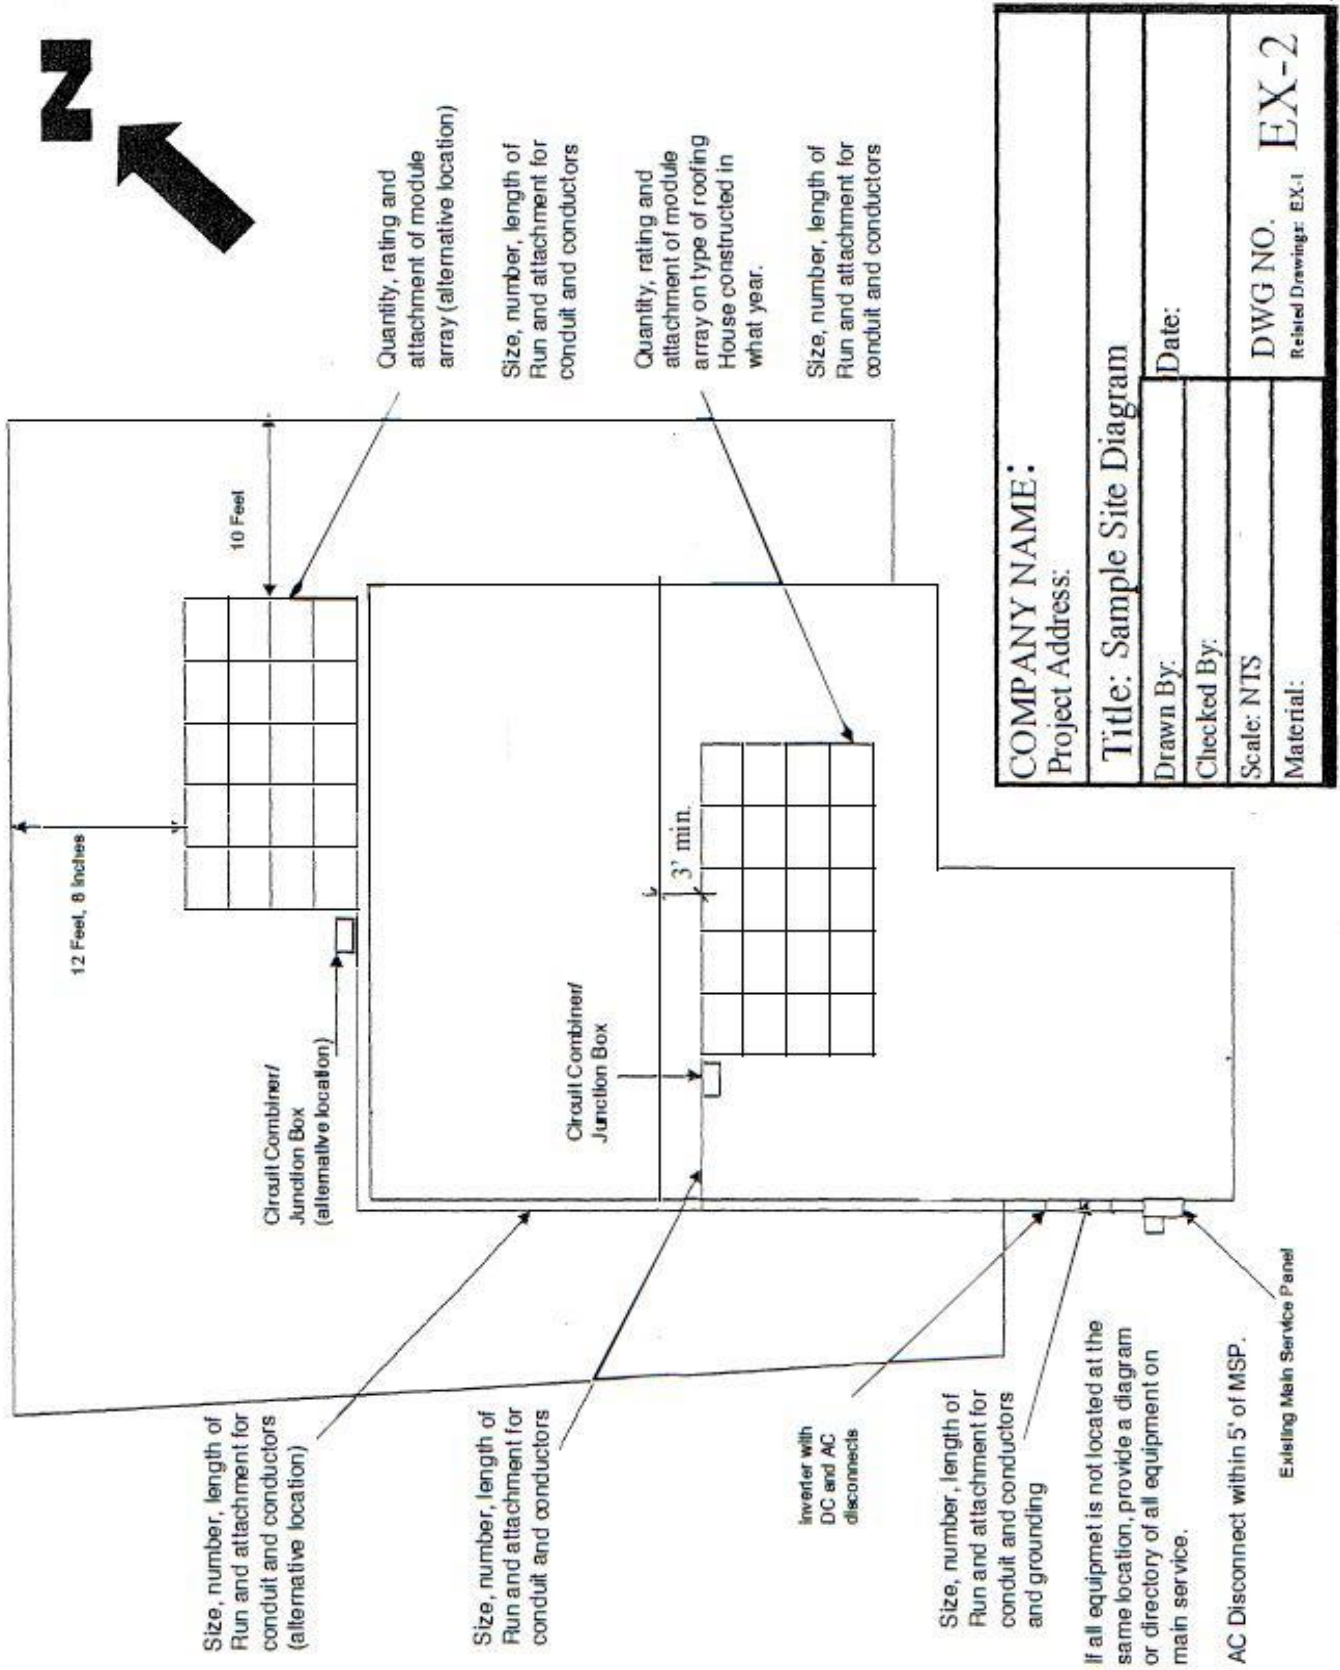 N
Quantity, rating and
attachment of module
array (alternative location)
Size, number, length of
Run and attachment for
conduit and conductors
Quantity, rating and
attachment of module
array on type of roofing
House constructed in
what year.
Size, number, length of
Run and attachment for
conduit and conductors
10 Feet
12 Feet, 8 Inches
3' min.
Circuit Combiner/
Junction Box
(alternative location)
Circuit Combiner/
Junction Box
Size, number, length of
Run and attachment for
conduit and conductors
(alternative location)
Size, number, length of
Run and attachment for
conduit and conductors
Inverter with
DC and AC
disconnects
Size, number, length of
Run and attachment for
conduit and conductors
and grounding
If all equipmet is not located at the
same location, provide a diagram
or directory of all equipment on
main service.
AC Disconnect within 5' of MSP.
Existing Main Service Panel
COMPANY NAME:
Project Address:
Title: Sample Site Diagram
Drawn By:
Date:
Checked By:
Scale: NTS
DWG NO. EX-2
Material:
Related Drawings: EX-1